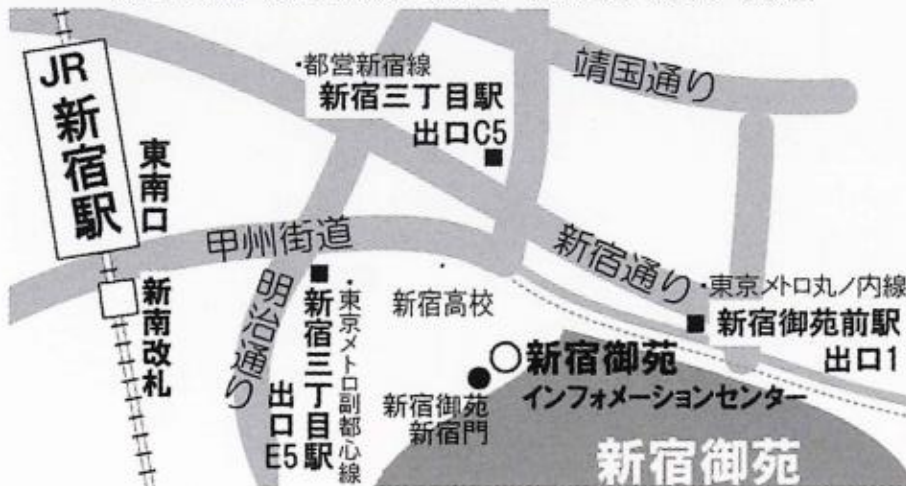 JR
新宿駅
東南口
新南改札
・都営新宿線
新宿三丁目駅
出口C5
靖国通り
甲州街道
明治通り
新宿通り
・東京メトロ副都心線
新宿三丁目駅
出口
E5
新宿高校
・東京メトロ丸ノ内線
新宿御苑前駅
出口1
新宿御苑
インフォメーションセンター
新宿御苑
新宿門
新宿御苑